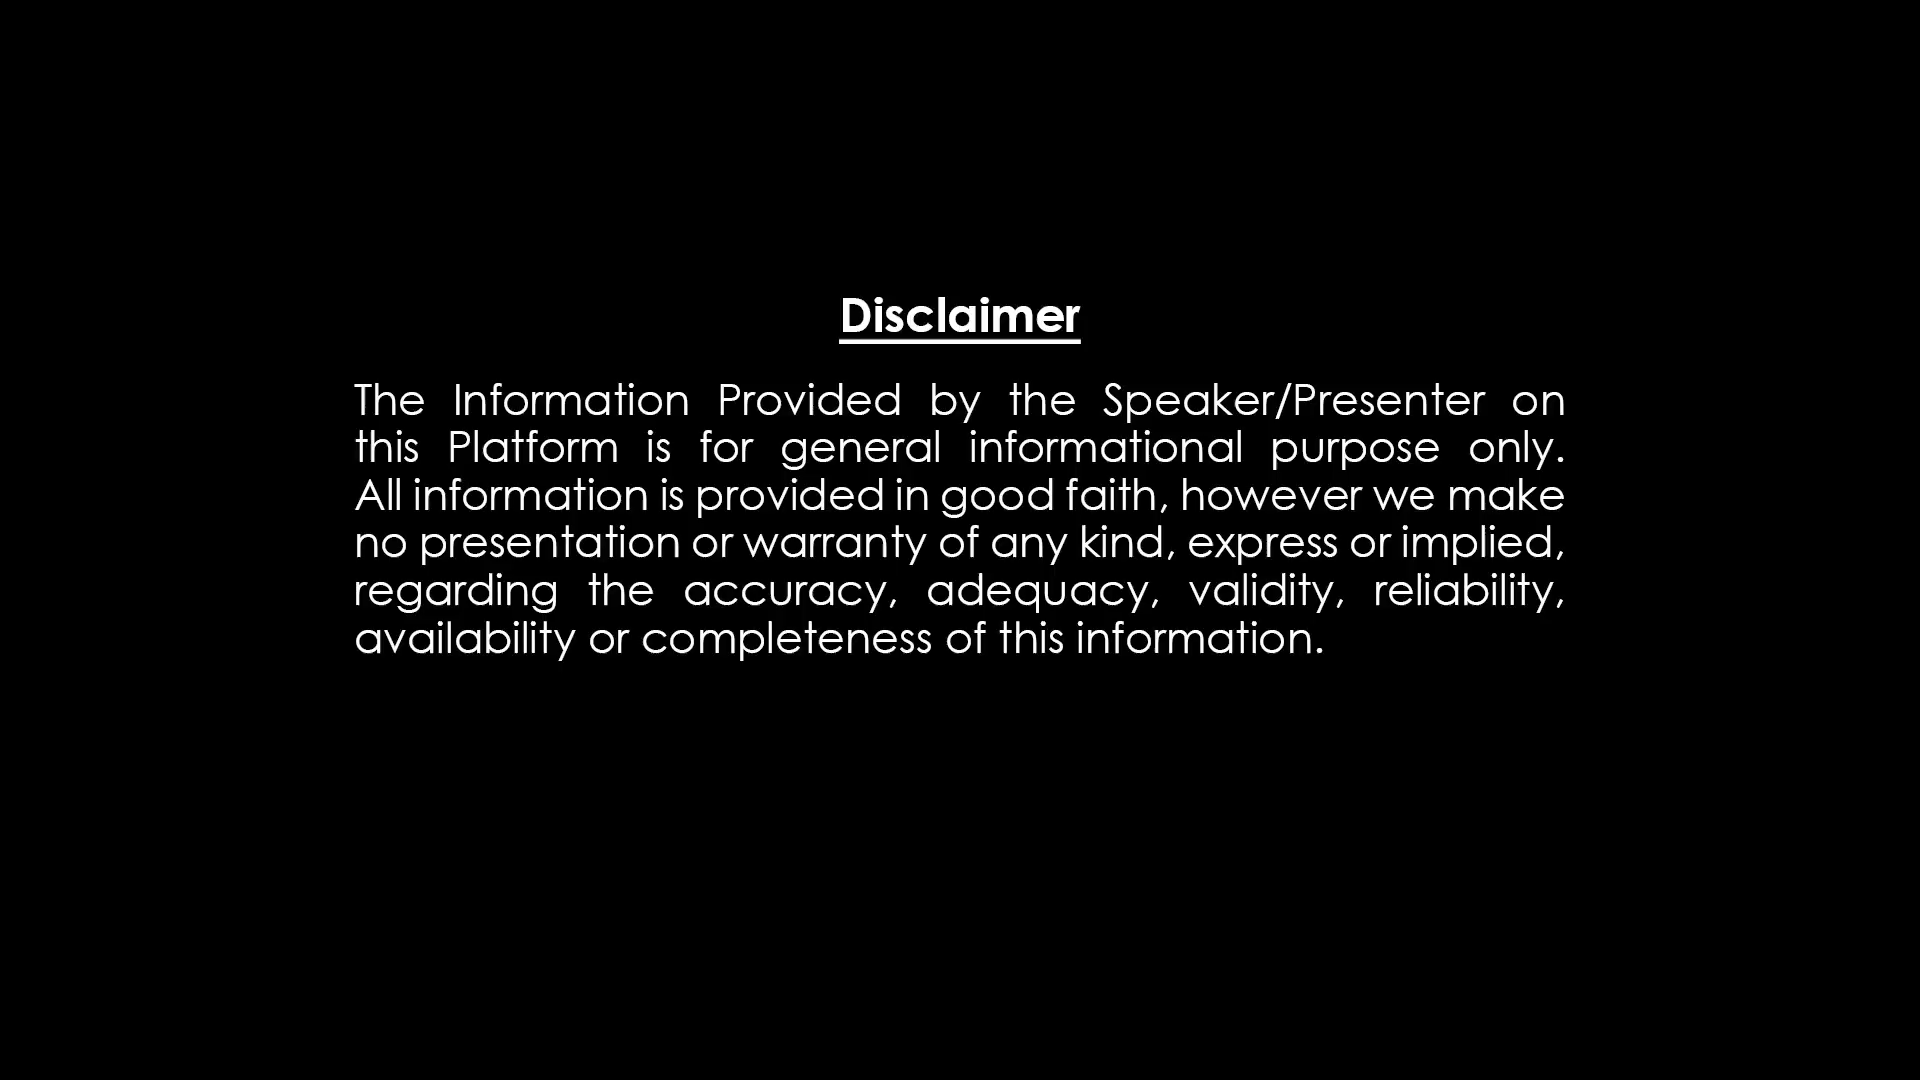 Disclaimer
The Information Provided by the Speaker/Presenter on
this Platform is for general informational purpose only.
All information is provided in good faith, however we make
no presentation or warranty of any kind, express or implied,
regarding the accuracy, adequacy, validity, reliability,
availability or completeness of this information.